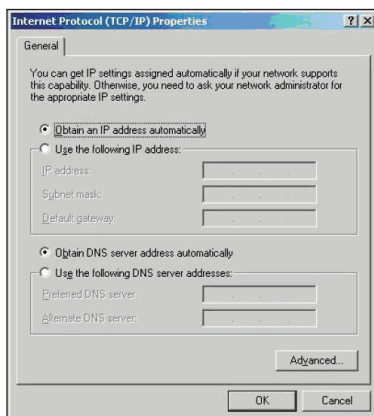 Internet Protocol (TCP/IP) Properties
General
You can get IP settings assigned automatically if your network supports
this capability. Otherwise, you need to ask your network administrator for
the appropriate IP settings.
Obtain an IP address automatically
Use the following IP address:
IP address:
Subnet mask:
Default gateway:
Obtain DNS server address automatically
Use the following DNS server addresses:
Preferred DNS server:
Alternate DNS server:
Advanced...
OK
Cancel